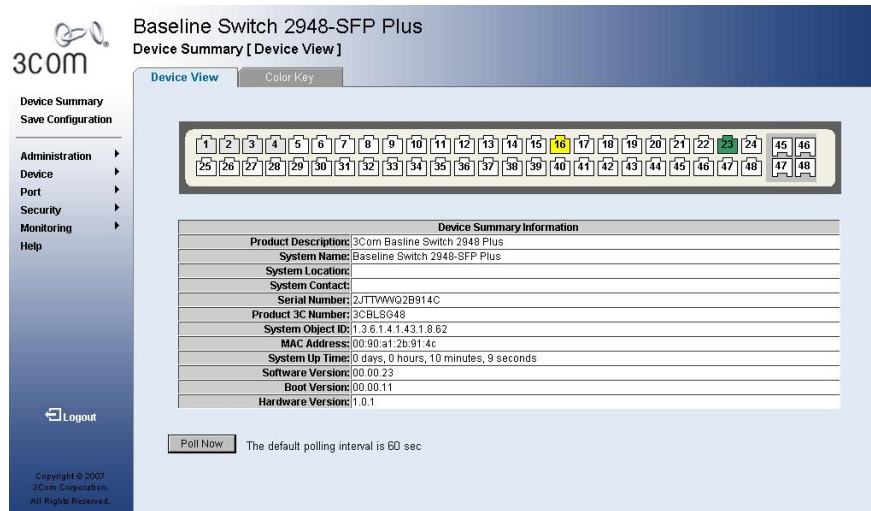 3COM
Baseline Switch 2948-SFP Plus
Device Summary [ Device View ]
Device View Color Key
Device Summary
Save Configuration
Administration
Device
Port
Security
Monitoring
Help
Logout
Copyright © 2007
3Com Corporation.
All Rights Reserved.
1 2 3 4 5 6 7 8 9 10 11 12 13 14 15 16 17 18 19 20 21 22 23 24 45 46
25 26 27 28 29 30 31 32 33 34 35 36 37 38 39 40 41 42 43 44 45 46 47 48 47 48
Device Summary Information
Product Description: 3Com Basline Switch 2948 Plus
System Name: Baseline Switch 2948-SFP Plus
System Location:
System Contact:
Serial Number: 2JTTVWQ2B914C
Product 3C Number: 3CBLSG48
System Object ID: 1.3.6.1.4.1.43.1.8.62
MAC Address: 00:90:a1:2b:91:4c
System Up Time: 0 days, 0 hours, 10 minutes, 9 seconds
Software Version: 00.00.23
Boot Version: 00.00.11
Hardware Version: 1.0.1
Poll Now The default polling interval is 60 sec